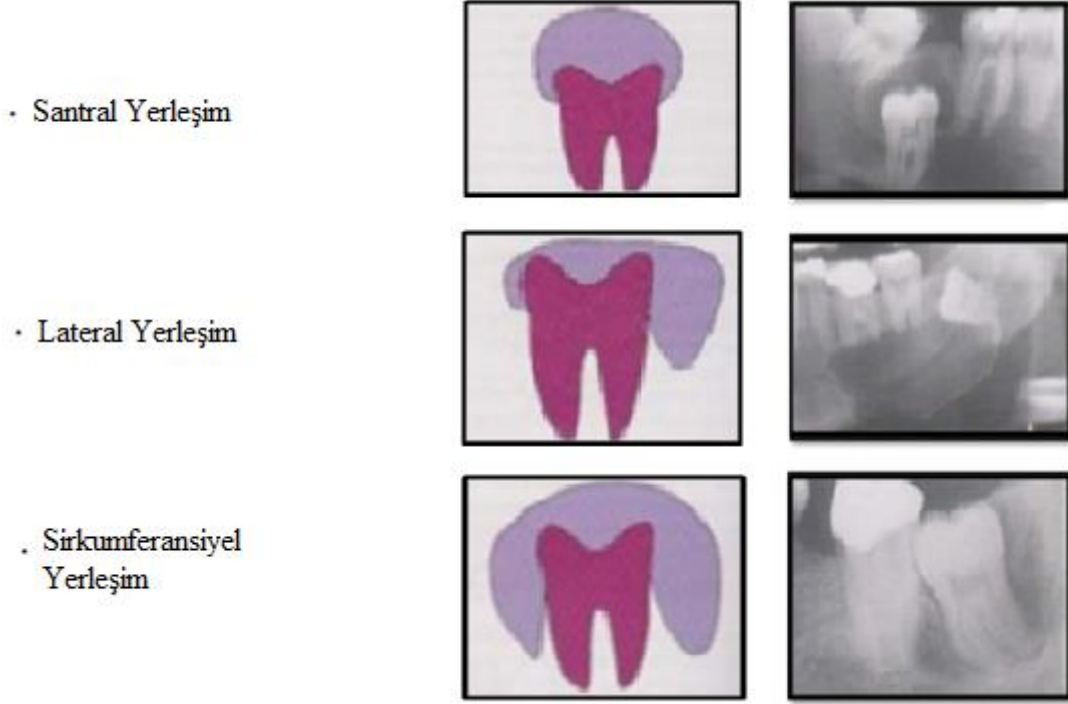 · Santral Yerleşim
· Lateral Yerleşim
· Sirkumferansiyel
Yerleşim